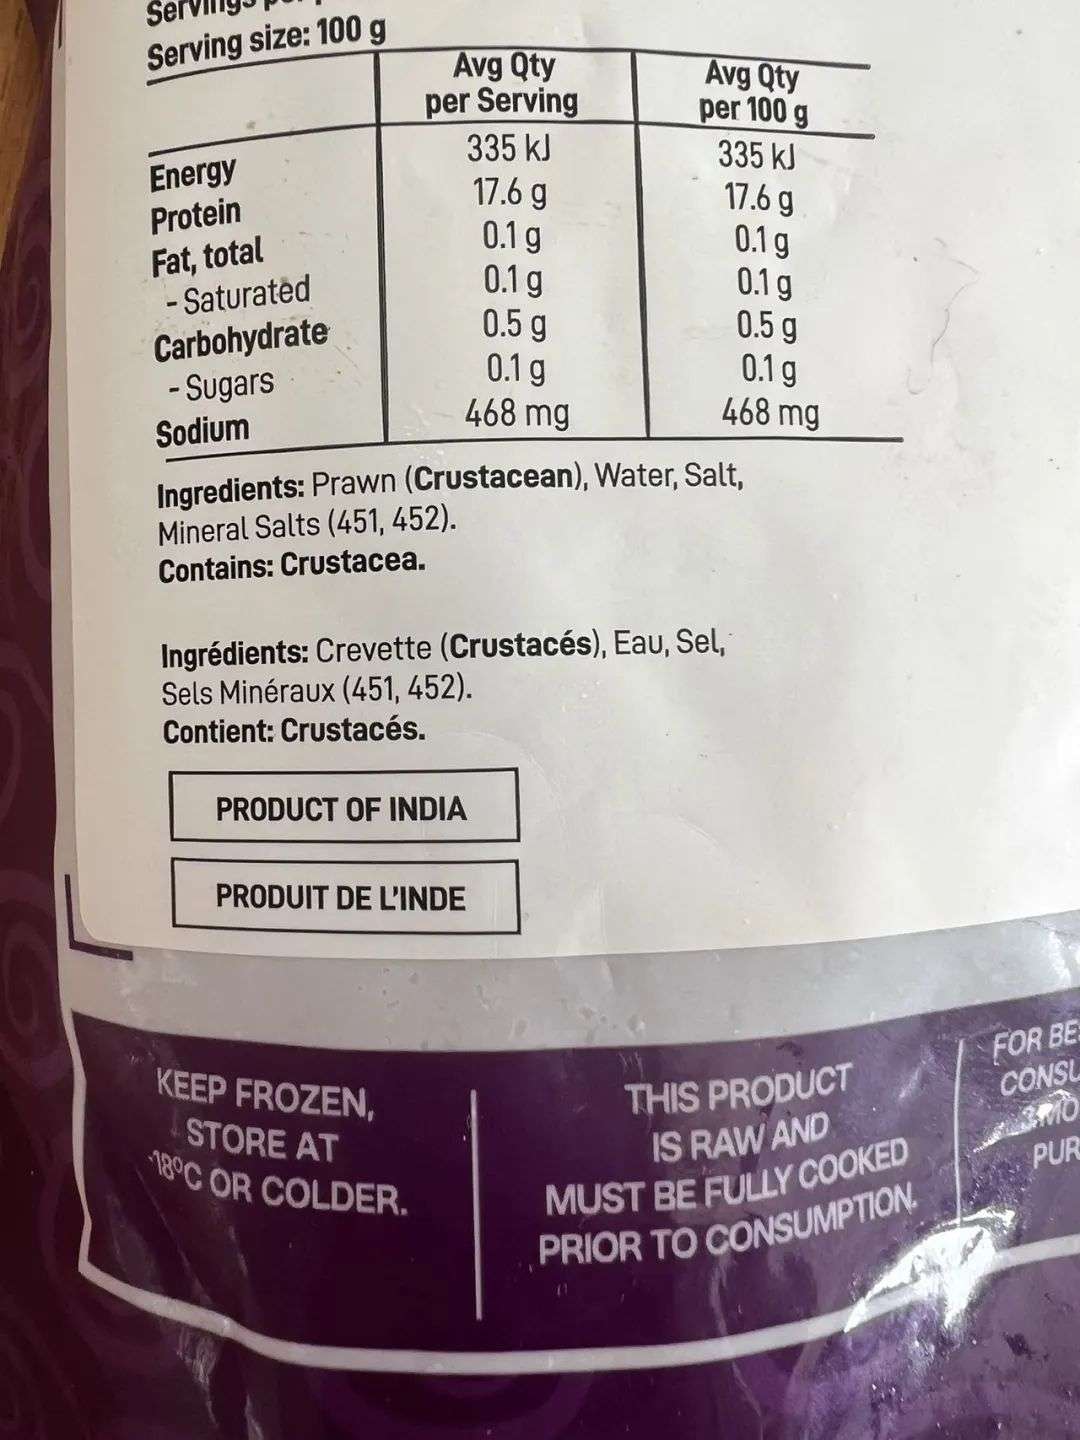 Serving size: 100 g
Avg Qty per Serving Avg Qty per 100 g
Energy 335 kJ 335 kJ
Protein 17.6 g 17.6 g
Fat, total 0.1 g 0.1 g
- Saturated 0.1 g 0.1 g
Carbohydrate 0.5 g 0.5 g
- Sugars 0.1 g 0.1 g
Sodium 468 mg 468 mg
Ingredients: Prawn (Crustacean), Water, Salt,
Mineral Salts (451, 452).
Contains: Crustacea.
Ingrédients: Crevette (Crustacés), Eau, Sel,
Sels Minéraux (451, 452).
Contient: Crustacés.
PRODUCT OF INDIA
PRODUIT DE L'INDE
KEEP FROZEN,
STORE AT
-18°C OR COLDER.
THIS PRODUCT
IS RAW AND
MUST BE FULLY COOKED
PRIOR TO CONSUMPTION.
FOR